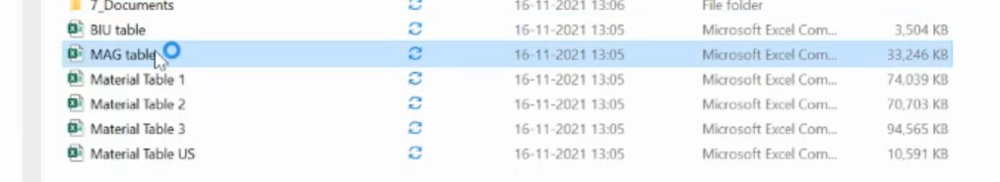 7_Documents 16-11-2021 13:06 File folder
BIU table 16-11-2021 13:05 Microsoft Excel Com... 3,504 KB
MAG table 16-11-2021 13:05 Microsoft Excel Com... 33,246 KB
Material Table 1 16-11-2021 13:05 Microsoft Excel Com... 74,039 KB
Material Table 2 16-11-2021 13:05 Microsoft Excel Com... 70,703 KB
Material Table 3 16-11-2021 13:05 Microsoft Excel Com... 94,565 KB
Material Table US 16-11-2021 13:05 Microsoft Excel Com... 10,591 KB